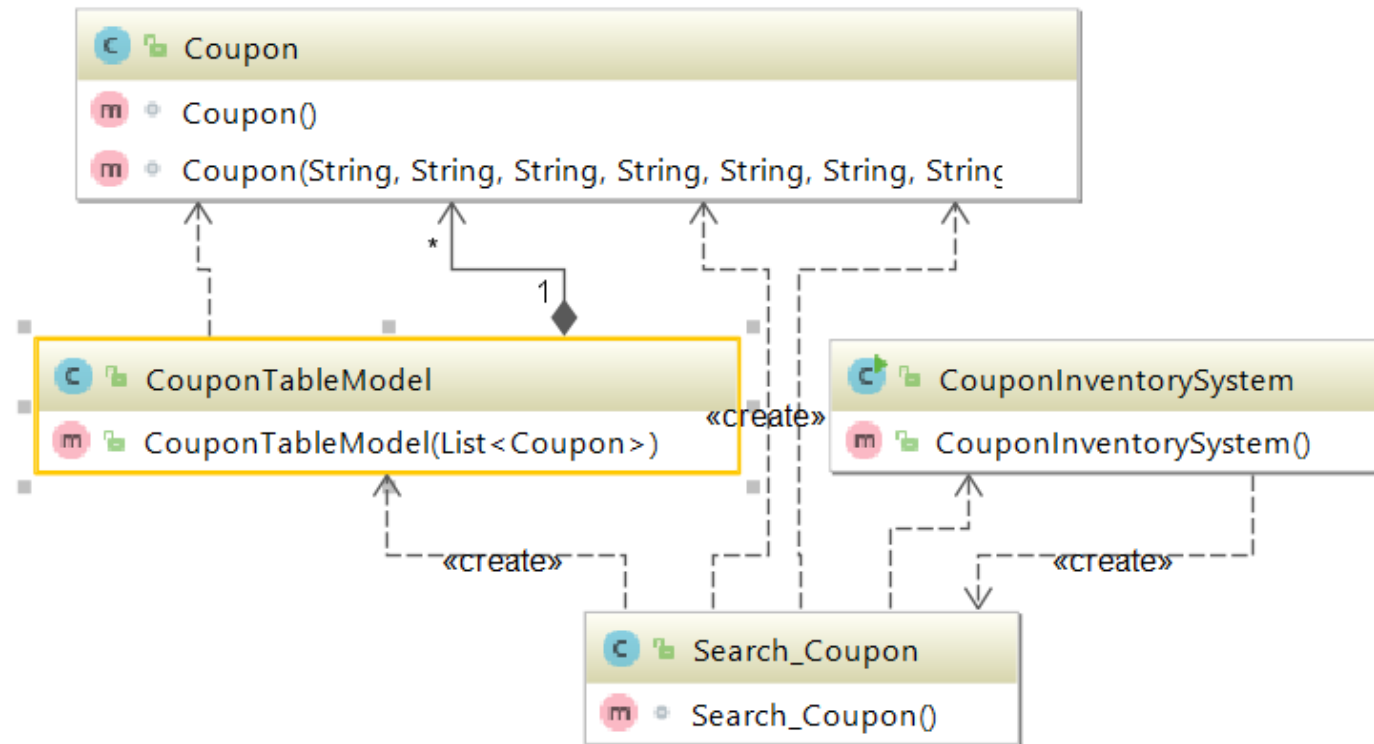 C Coupon
m Coupon()
m Coupon(String, String, String, String, String, String, String
*
1
C CouponTableModel
m CouponTableModel(List<Coupon>)
«create»
C CouponInventorySystem
m CouponInventorySystem()
«create»
«create»
C Search_Coupon
m Search_Coupon()